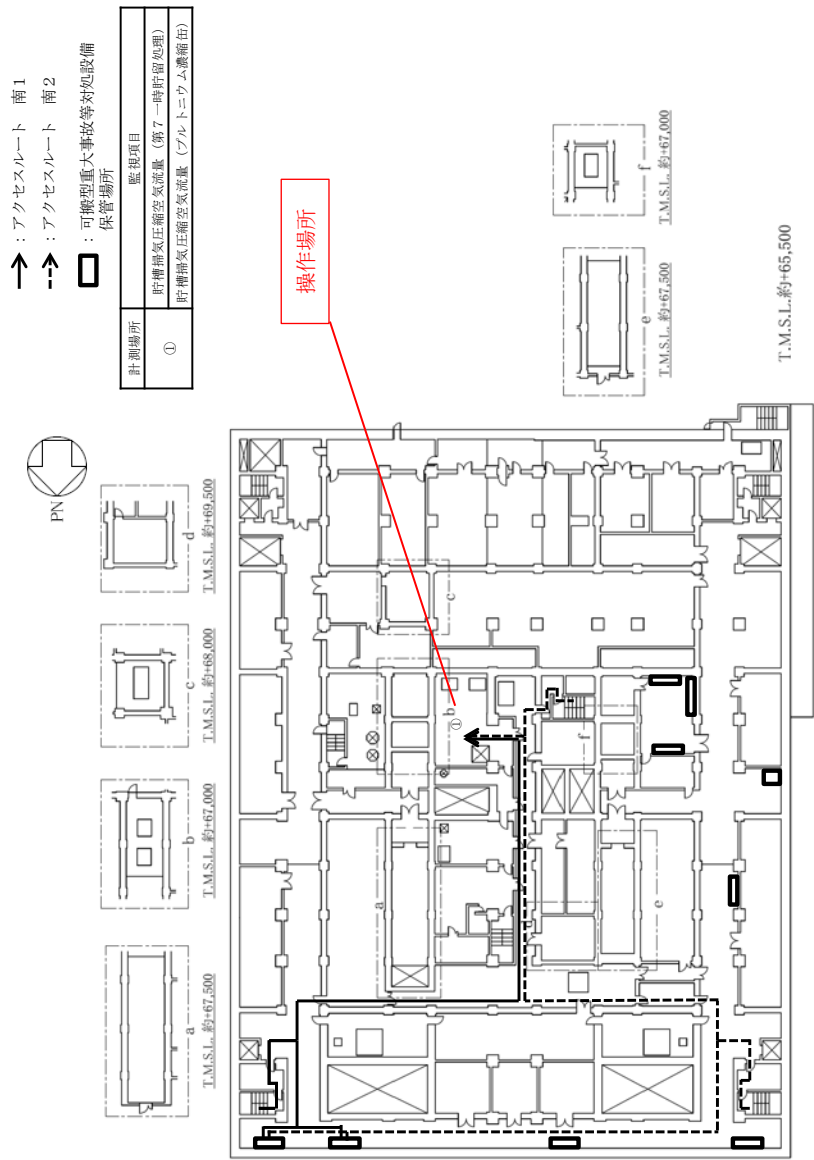 ：アクセスルート　南１
：アクセスルート　南２
：可搬型重大事故等対処設備
保管場所
計測場所
監視項目
①
貯槽掃気圧縮空気流量（第７一時貯留処理）
貯槽掃気圧縮空気流量（プルトニウム濃縮缶）
操作場所
PN
a
T.M.S.L. 約+67,500
b
T.M.S.L. 約+67,000
c
T.M.S.L. 約+68,000
d
T.M.S.L. 約+69,500
e
T.M.S.L. 約+67,500
f
T.M.S.L. 約+67,000
a
b
c
e
f
①
T.M.S.L.約+65,500